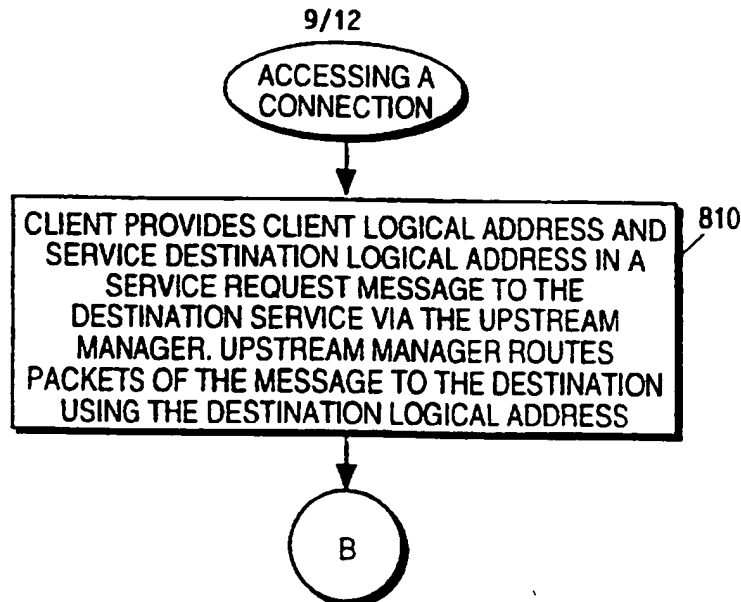 9/12
ACCESSING A
CONNECTION
CLIENT PROVIDES CLIENT LOGICAL ADDRESS AND
SERVICE DESTINATION LOGICAL ADDRESS IN A
SERVICE REQUEST MESSAGE TO THE
DESTINATION SERVICE VIA THE UPSTREAM
MANAGER. UPSTREAM MANAGER ROUTES
PACKETS OF THE MESSAGE TO THE DESTINATION
USING THE DESTINATION LOGICAL ADDRESS
810
B